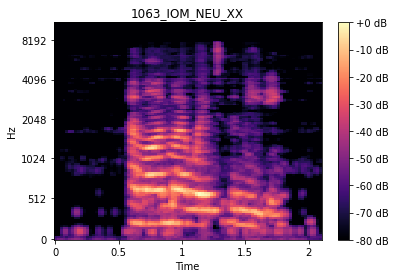 1063_IOM_NEU_XX
8192
4096
2048
1024
512
0
Hz
0
0.5
1
1.5
2
Time
+0 dB
-10 dB
-20 dB
-30 dB
-40 dB
-50 dB
-60 dB
-70 dB
-80 dB